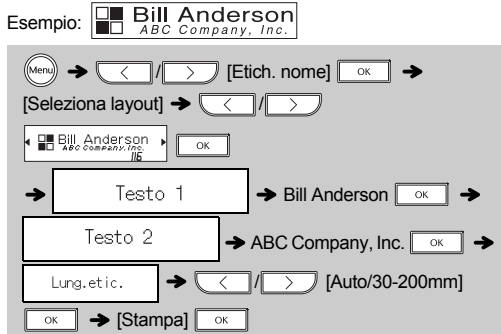 Esempio: Bill Anderson
ABC Company, Inc.
Menu < / > [Etich. nome] OK
[Seleziona layout] < / >
Bill Anderson
ABC Company, Inc.
1/6
OK
Testo 1 Bill Anderson OK
Testo 2 ABC Company, Inc. OK
Lung.etic. < / > [Auto/30-200mm]
OK [Stampa] OK